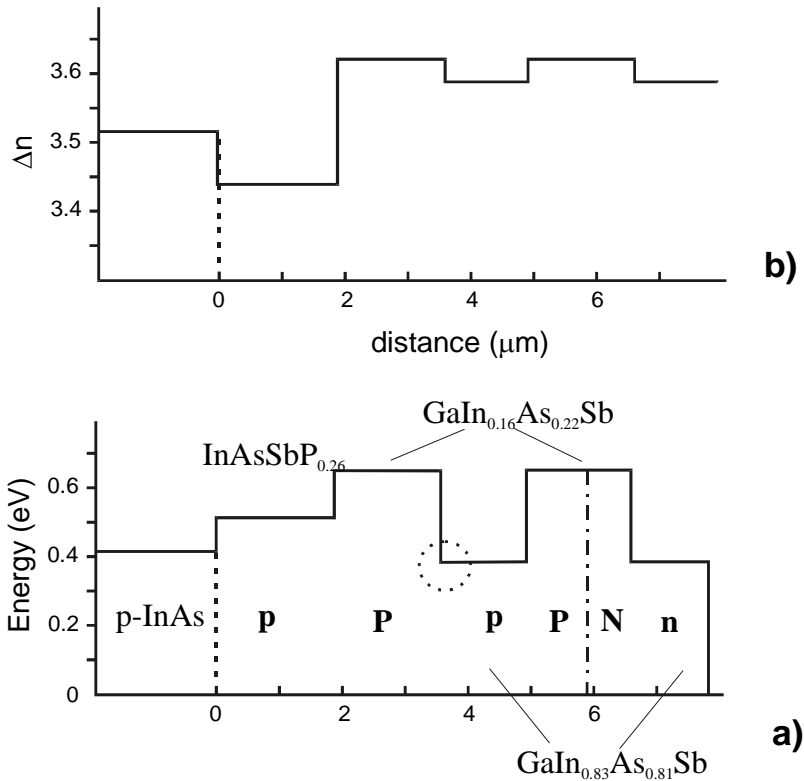 3.6
3.5
3.4
Δn
0 2 4 6
distance (μm)
b)
GaIn0.16As0.22Sb
InAsSbP0.26
0.6
0.4
0.2
0
Energy (eV)
p-InAs p P p P N n
0 2 4 6
a)
GaIn0.83As0.81Sb